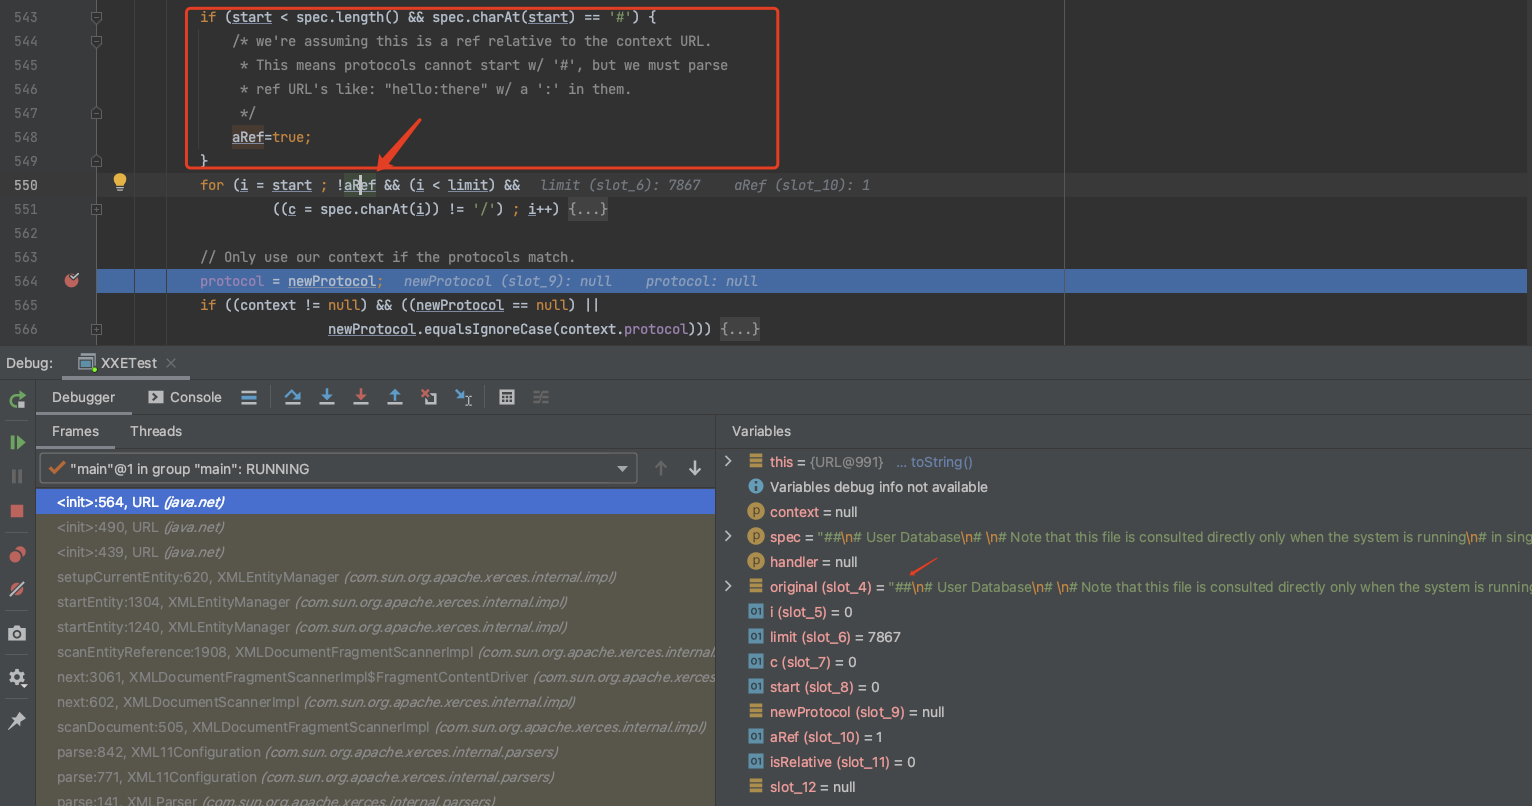 543 if (start < spec.length() && spec.charAt(start) == '#') {
544 /* we're assuming this is a ref relative to the context URL.
545 * This means protocols cannot start w/ '#', but we must parse
546 * ref URL's like: "hello:there" w/ a ':' in them.
547 */
548 aRef=true;
549 }
550 for (i = start ; !aRef && (i < limit) && limit (slot_6): 7867 aRef (slot_10): 1
551 ((c = spec.charAt(i)) != '/') ; i++) {...}
562
563 // Only use our context if the protocols match.
564 protocol = newProtocol; newProtocol (slot_9): null protocol: null
565 if ((context != null) && ((newProtocol == null) ||
566 newProtocol.equalsIgnoreCase(context.protocol))) {...}
Debug: XXETest
Debugger Console
Frames Threads
"main"@1 in group "main": RUNNING
<init>:564, URL (java.net)
<init>:490, URL (java.net)
<init>:439, URL (java.net)
setupCurrentEntity:620, XMLEntityManager (com.sun.org.apache.xerces.internal.impl)
startEntity:1304, XMLEntityManager (com.sun.org.apache.xerces.internal.impl)
startEntity:1240, XMLEntityManager (com.sun.org.apache.xerces.internal.impl)
scanEntityReference:1908, XMLDocumentFragmentScannerImpl (com.sun.org.apache.xerces.internal.
next:3061, XMLDocumentFragmentScannerImpl$FragmentContentDriver (com.sun.org.apache.xerces
next:602, XMLDocumentScannerImpl (com.sun.org.apache.xerces.internal.impl)
scanDocument:505, XMLDocumentFragmentScannerImpl (com.sun.org.apache.xerces.internal.impl)
parse:842, XML11Configuration (com.sun.org.apache.xerces.internal.parsers)
parse:771, XML11Configuration (com.sun.org.apache.xerces.internal.parsers)
parse:141, XMLParser (com.sun.org.apache.xerces.internal.parsers)
Variables
this = {URL@991} ... toString()
Variables debug info not available
context = null
spec = "##\n# User Database\n# \n# Note that this file is consulted directly only when the system is running\n# in sing
handler = null
original (slot_4) = "##\n# User Database\n# \n# Note that this file is consulted directly only when the system is running
i (slot_5) = 0
limit (slot_6) = 7867
c (slot_7) = 0
start (slot_8) = 0
newProtocol (slot_9) = null
aRef (slot_10) = 1
isRelative (slot_11) = 0
slot_12 = null